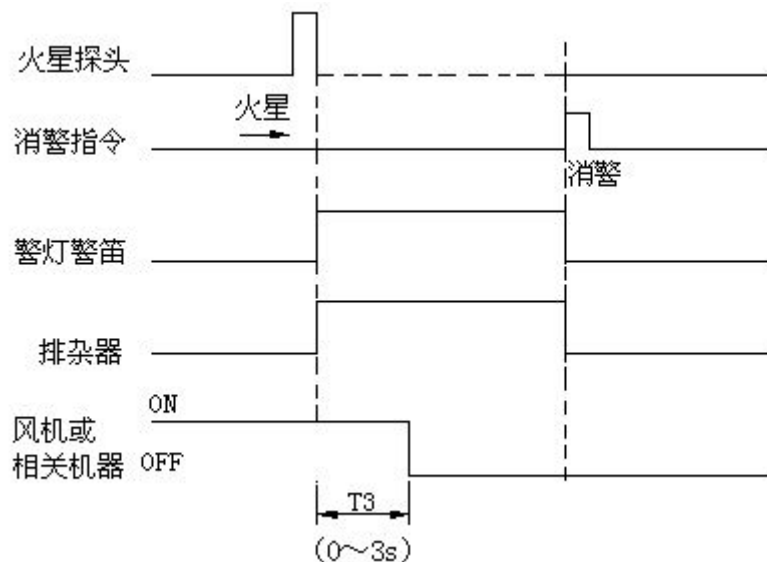 火星探头
火星
消警指令
消警
警灯警笛
排杂器
ON
风机或
相关机器 OFF
T3
(0～3s)